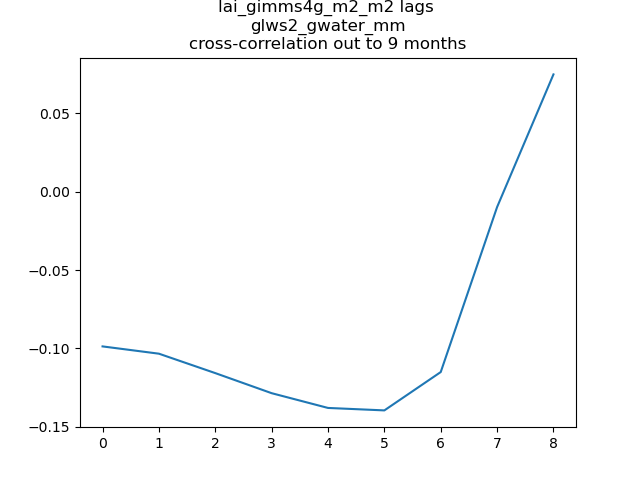 lai_gimms4g_m2_m2 lags
glws2_gwater_mm
cross-correlation out to 9 months
0.05
0.00
−0.05
−0.10
−0.15
0 1 2 3 4 5 6 7 8